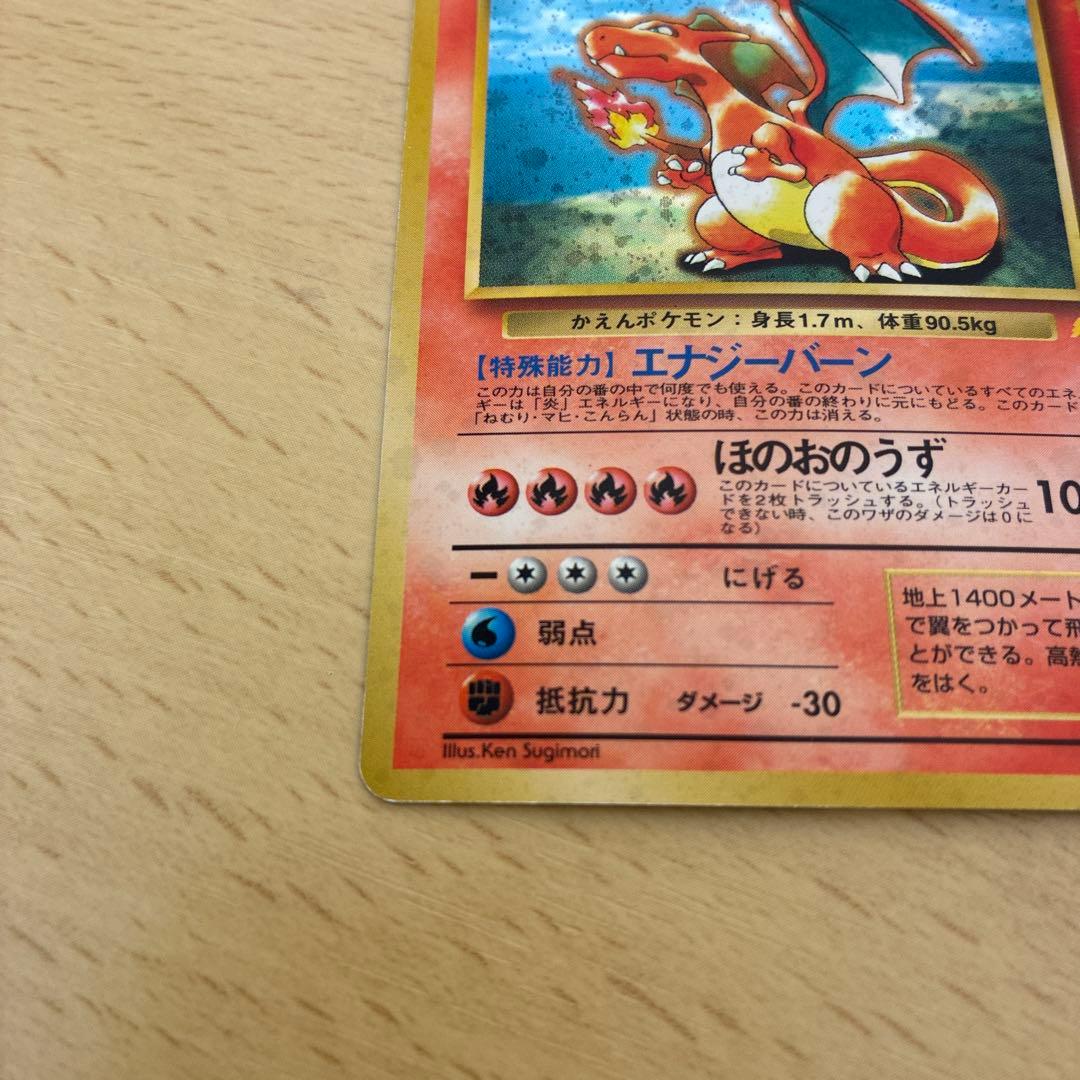 かえんポケモン：身長1.7m、体重90.5kg
【特殊能力】エナジーバーン
この力は自分の番の中で何度でも使える。このカードについているすべてのエネ
ギーは「炎」エネルギーになり、自分の番の終わりに元にもどる。このカード
「ねむり・マヒ・こんらん」状態の時、この力は消える。
ほのおのうず
このカードについているエネルギーカー
ドを2枚トラッシュする。（トラッシュ
できない時、このワザのダメージは0に
なる）
10
にげる
弱点
抵抗力 ダメージ -30
地上1400メート
で翼をつかって飛
とができる。高熱
をはく。
Illus.Ken Sugimori